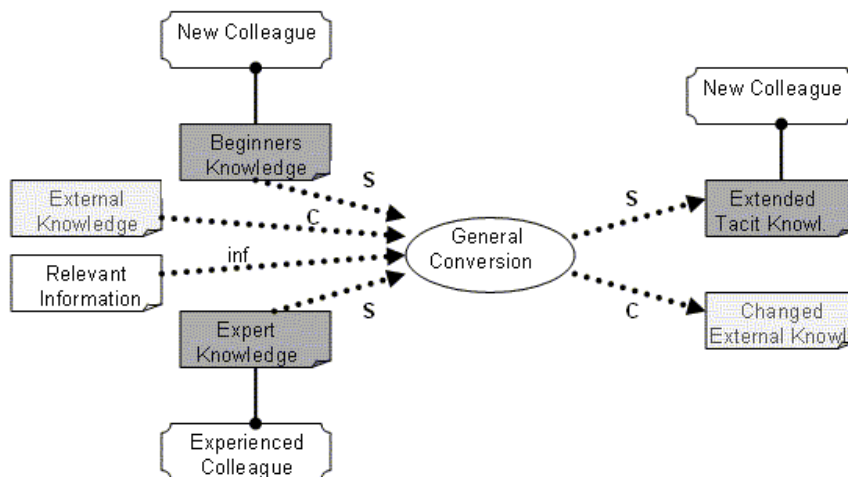 New Colleague
Beginners
Knowledge
S
External
Knowledge
C
inf
Relevant
Information
S
Expert
Knowledge
Experienced
Colleague
General
Conversion
New Colleague
S
Extended
Tacit Knowl.
C
Changed
External Knowl